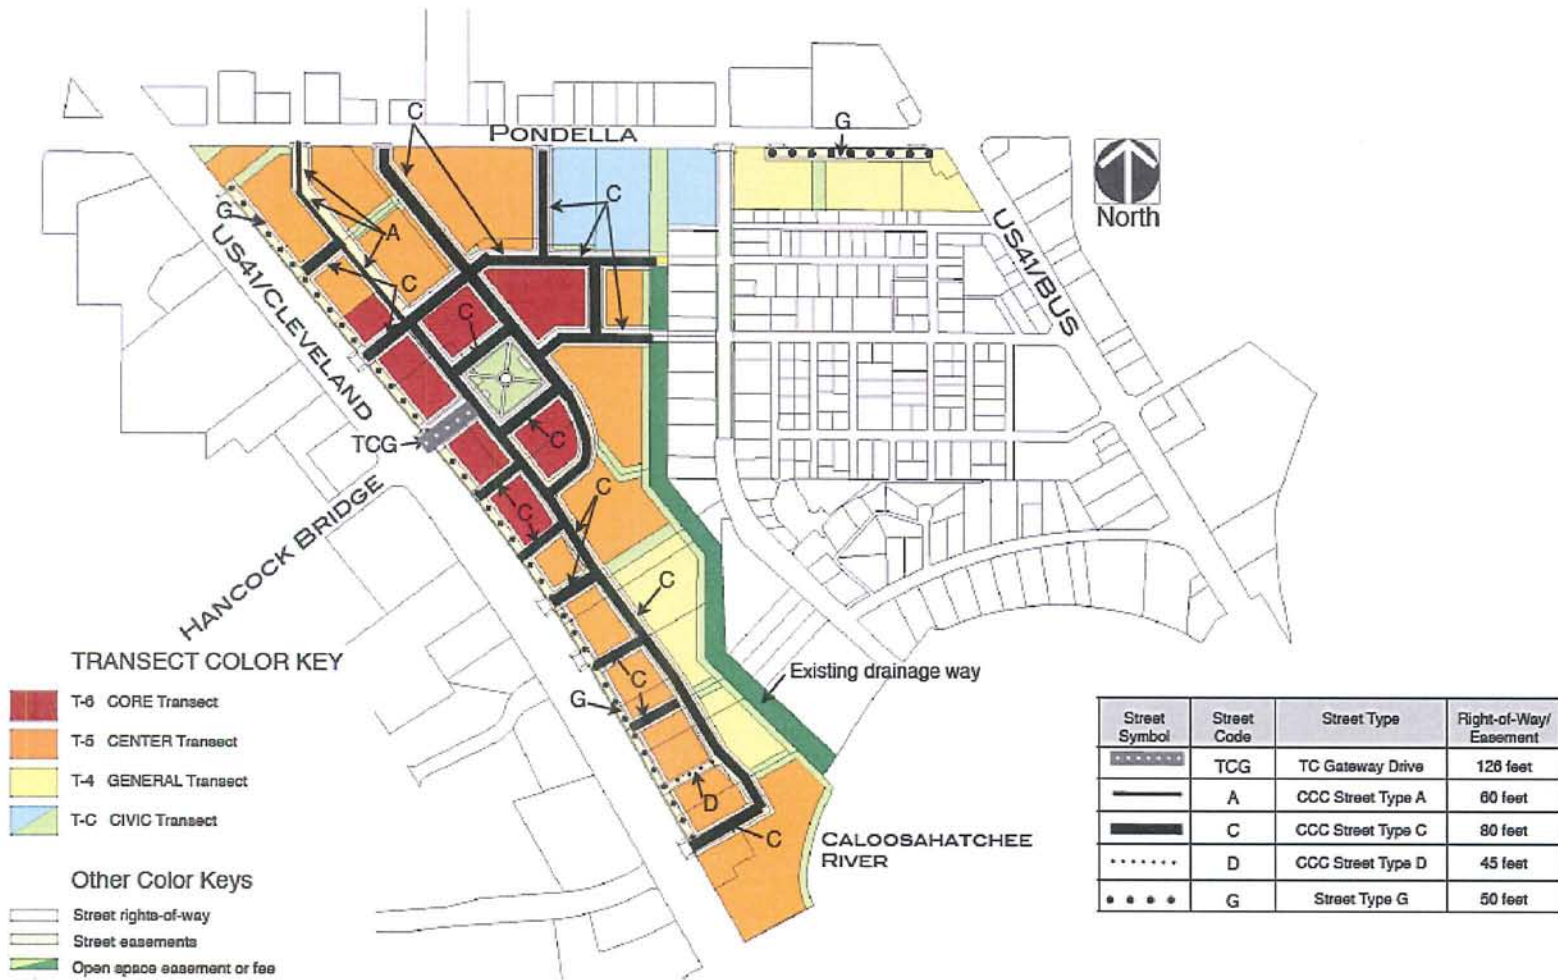 C
PONDELLA
G
North
C
G
A
US41/BUS
C
US41/CLEVELAND
C
TCG
C
C
HANCOCK BRIDGE
C
C
TRANSECT COLOR KEY
T-6 CORE Transect
T-5 CENTER Transect
T-4 GENERAL Transect
T-C CIVIC Transect
Other Color Keys
Street rights-of-way
Street easements
Open space easement or fee
C
G
Existing drainage way
D
C
CALOOSAHATCHEE
RIVER
Street Symbol Street Code Street Type Right-of-Way/ Easement
TCG TC Gateway Drive 126 feet
A CCC Street Type A 60 feet
C CCC Street Type C 80 feet
D CCC Street Type D 45 feet
G Street Type G 50 feet